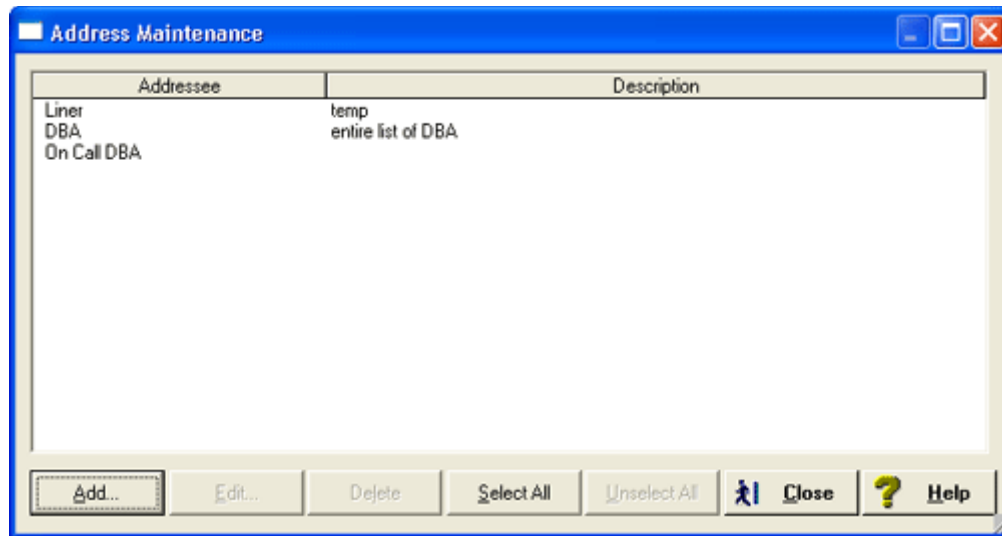 Address Maintenance
Addressee Description
Liner temp
DBA entire list of DBA
On Call DBA
Add... Edit... Delete Select All Unselect All Close Help